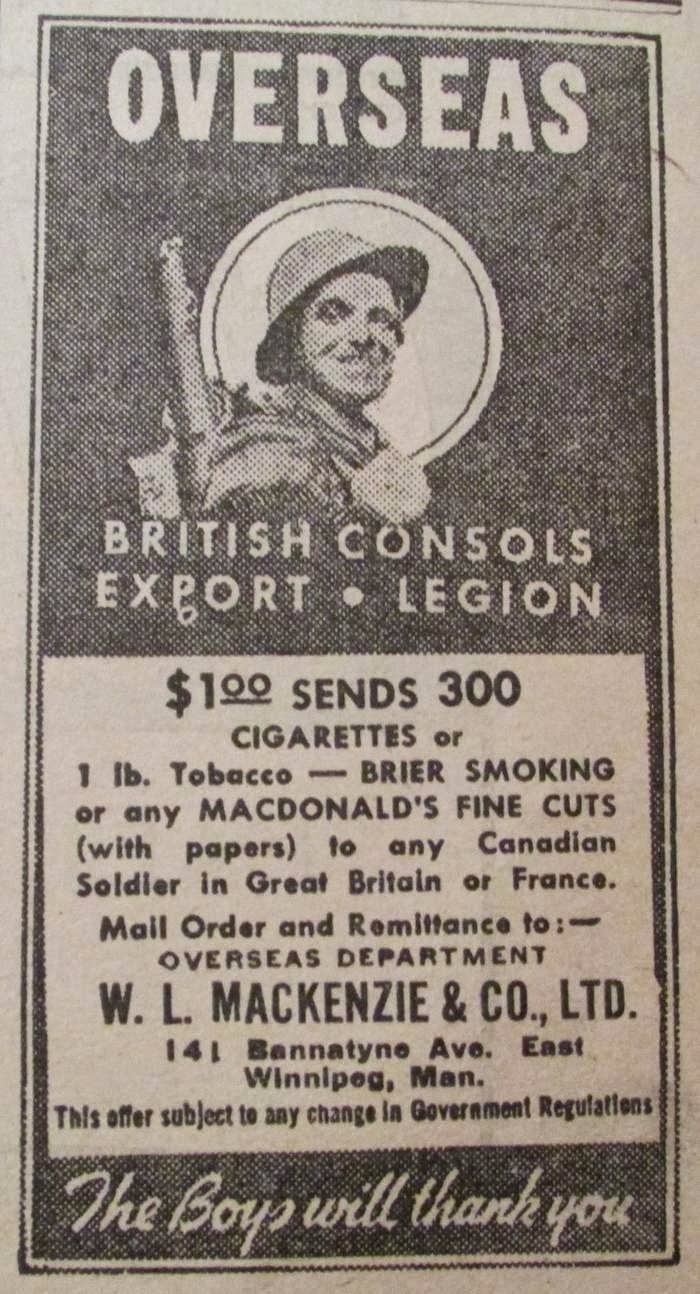 OVERSEAS
BRITISH CONSOLS
EXPORT • LEGION
$1.00 SENDS 300
CIGARETTES or
1 lb. Tobacco — BRIER SMOKING
or any MACDONALD'S FINE CUTS
(with papers) to any Canadian
Soldier in Great Britain or France.
Mail Order and Remittance to:—
OVERSEAS DEPARTMENT
W. L. MACKENZIE & CO., LTD.
141 Bannatyne Ave. East
Winnipeg, Man.
This offer subject to any change in Government Regulations
The Boys will thank you